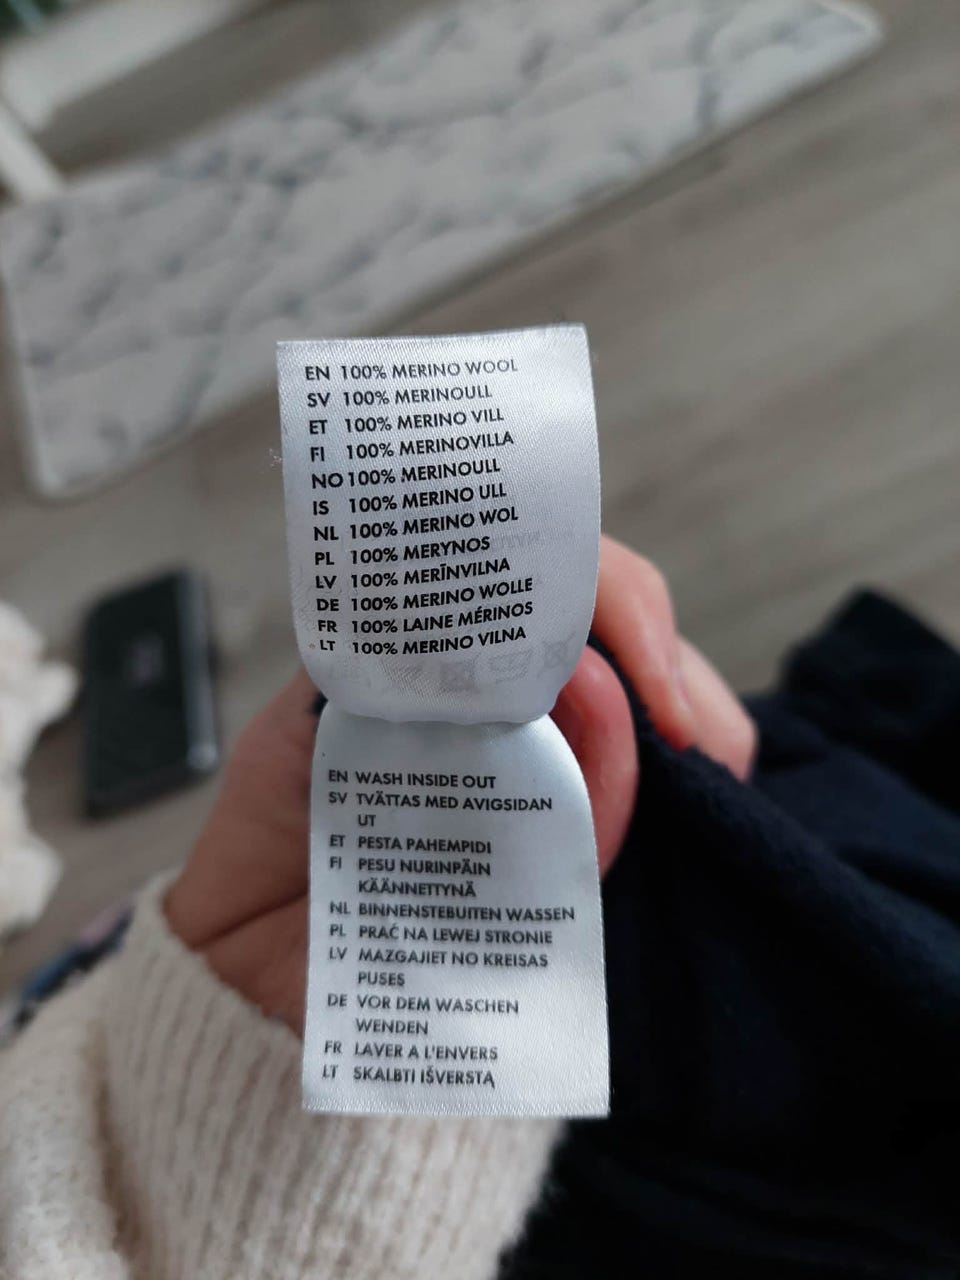 EN 100% MERINO WOOL
SV 100% MERINOULL
ET 100% MERINO VILL
FI 100% MERINOVILLA
NO 100% MERINOULL
IS 100% MERINO ULL
NL 100% MERINO WOL
PL 100% MERYNOS
LV 100% MERĪNVILNA
DE 100% MERINO WOLLE
FR 100% LAINE MÉRINOS
LT 100% MERINO VILNA
EN WASH INSIDE OUT
SV TVÄTTAS MED AVIGSIDAN
UT
ET PESTA PAHEMPIDI
FI PESU NURINPÄIN
KÄÄNNETTYNÄ
NL BINNENSTEBUITEN WASSEN
PL PRAĆ NA LEWEJ STRONIE
LV MAZGAJIET NO KREISAS
PUSES
DE VOR DEM WASCHEN
WENDEN
FR LAVER A L'ENVERS
LT SKALBTI IŠVERSTĄ